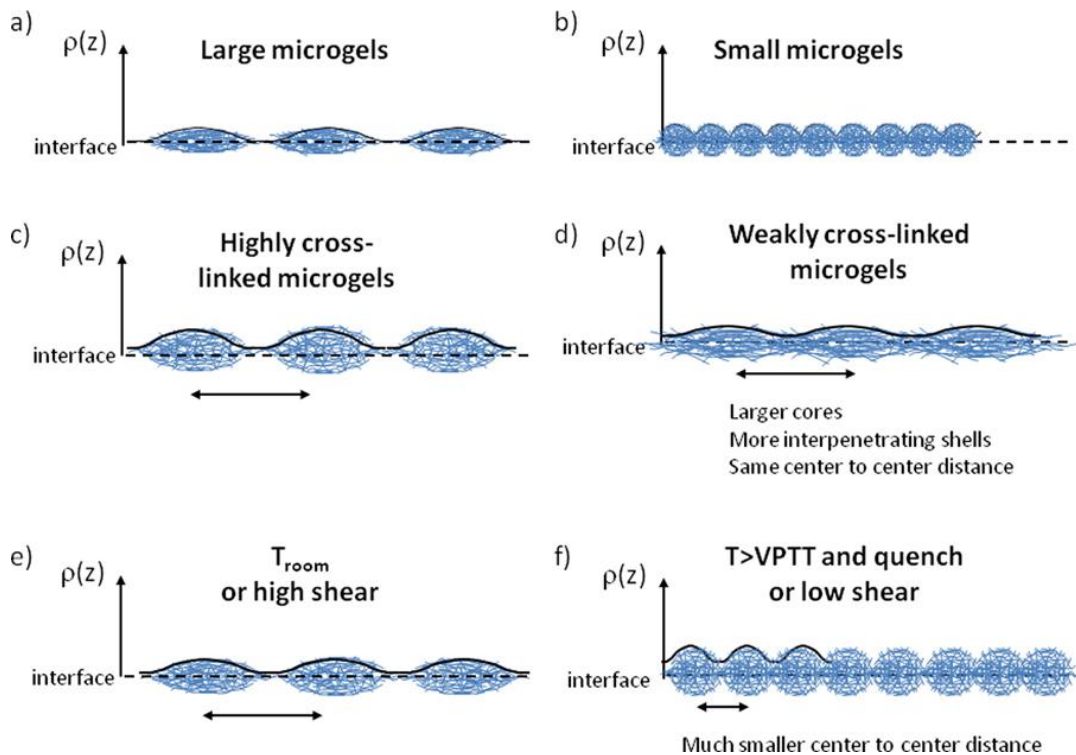 a)
ρ(z)
Large microgels
interface
b)
ρ(z)
Small microgels
interface
c)
ρ(z)
Highly cross-
linked microgels
interface
d)
ρ(z)
Weakly cross-linked
microgels
interface
Larger cores
More interpenetrating shells
Same center to center distance
e)
ρ(z)
Troom
or high shear
interface
f)
ρ(z)
T>VPTT and quench
or low shear
interface
Much smaller center to center distance